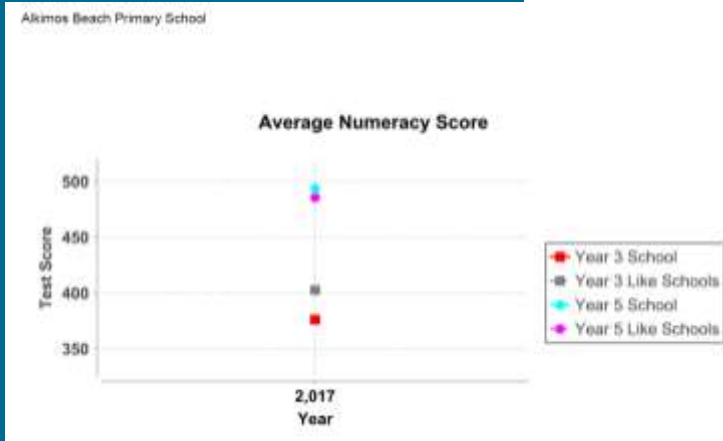 Alkimos Beach Primary School
Average Numeracy Score
Test Score
500
450
400
350
2,017
Year
Year 3 School
Year 3 Like Schools
Year 5 School
Year 5 Like Schools